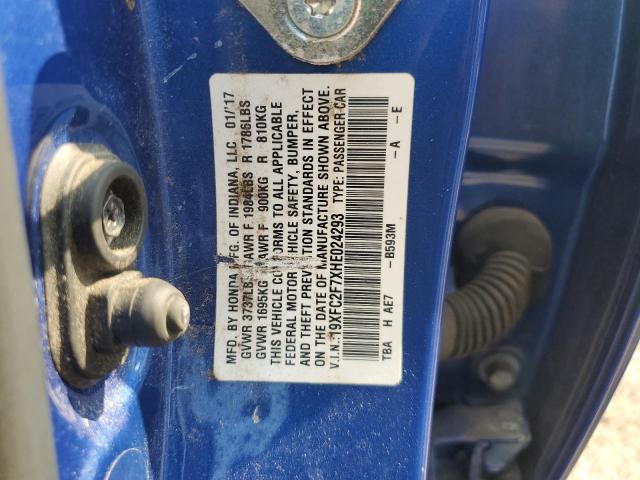 MFD. BY HONDA MFG. OF INDIANA, LLC 01/'17
GVWR 3737LBS GAWR F 1984LBS R 1786LBS
GVWR 1695KG GAWR F 900KG R 810KG
THIS VEHICLE CONFORMS TO ALL APPLICABLE
FEDERAL MOTOR VEHICLE SAFETY, BUMPER,
AND THEFT PREVENTION STANDARDS IN EFFECT
ON THE DATE OF MANUFACTURE SHOWN ABOVE.
V.I.N.: 19XFC2F7XHE024293 TYPE: PASSENGER CAR
TBA H AE7 -B593M -A -E